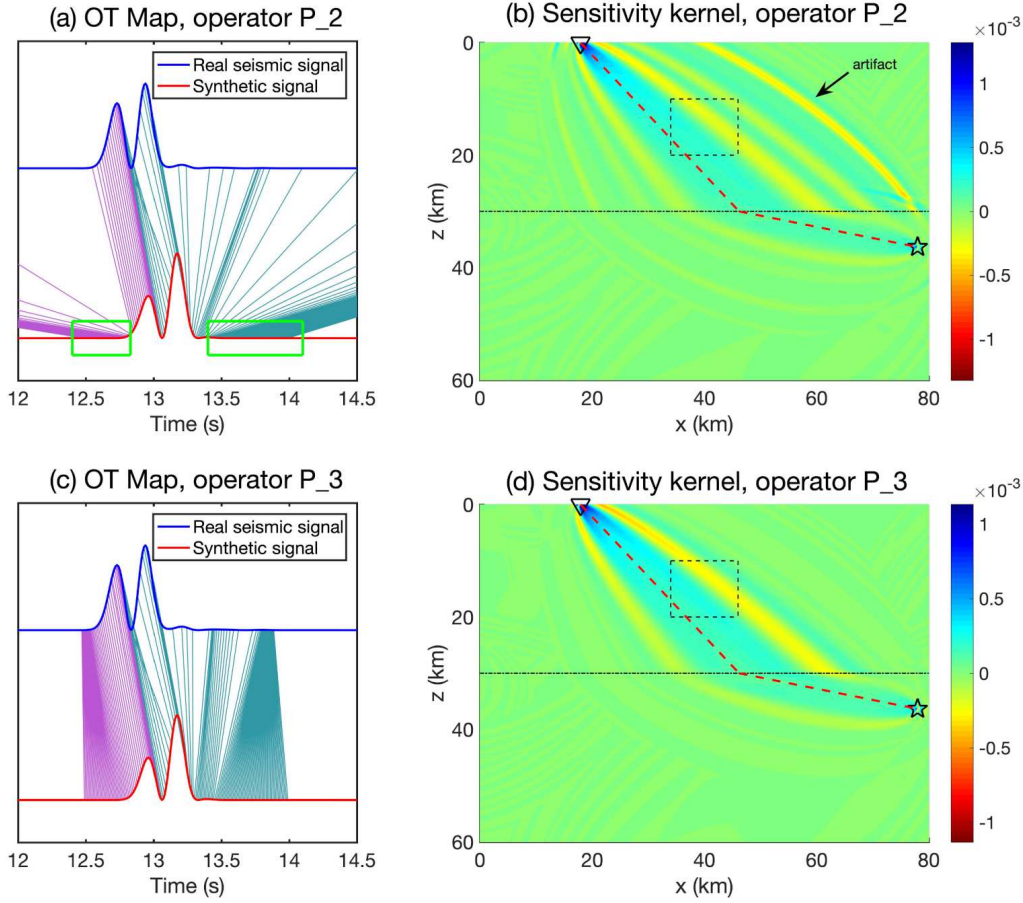 (a) OT Map, operator P_2
Real seismic signal
Synthetic signal
12 12.5 13 13.5 14 14.5
Time (s)
(b) Sensitivity kernel, operator P_2
artifact
0
20
40
60
z (km)
0 20 40 60 80
x (km)
×10⁻³
1
0.5
0
-0.5
-1
(c) OT Map, operator P_3
Real seismic signal
Synthetic signal
12 12.5 13 13.5 14 14.5
Time (s)
(d) Sensitivity kernel, operator P_3
0
20
40
60
z (km)
0 20 40 60 80
x (km)
×10⁻³
1
0.5
0
-0.5
-1